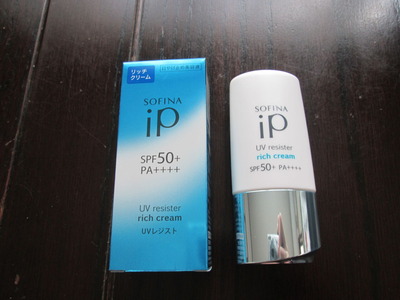 リッチ
クリーム
SOFINA
ip
SPF50+
PA++++
UV resister
rich cream
UVレジスト
SOFINA
ip
UV resister
rich cream
SPF50+ PA++++